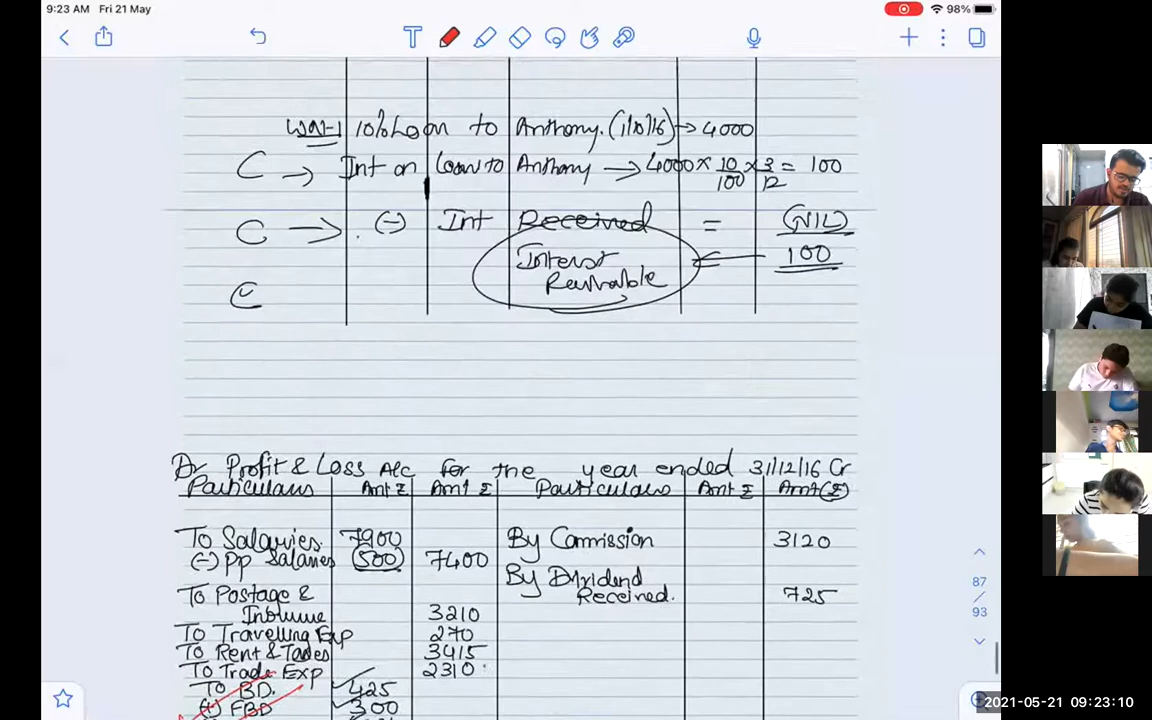 9:23 AM Fri 21 May
98%
WN-1 10% Loan to Anthony. (1/10/16) → 4000
C → Int on loan to Anthony → 4000 × 10/100 × 3/12 = 100
C → (-) Int Received = (NIL)
Interst 100
C
Dr Profit & Loss A/c for the year ended 31/12/16 Cr
Particulars Amt ₹ Amt ₹ Particulars Amt ₹ Amt (₹)
To Salaries 7900 By Commission 3120
(-) PP Salaries (500) 7400
By Dividend
To Postage & Received. 725
3210
To Travelling Exp 270
To Rent & Taxes 3415
To Trade Exp 2310
To BD. 425
(+) FBD 300
87
/
93
2021-05-21 09:23:10